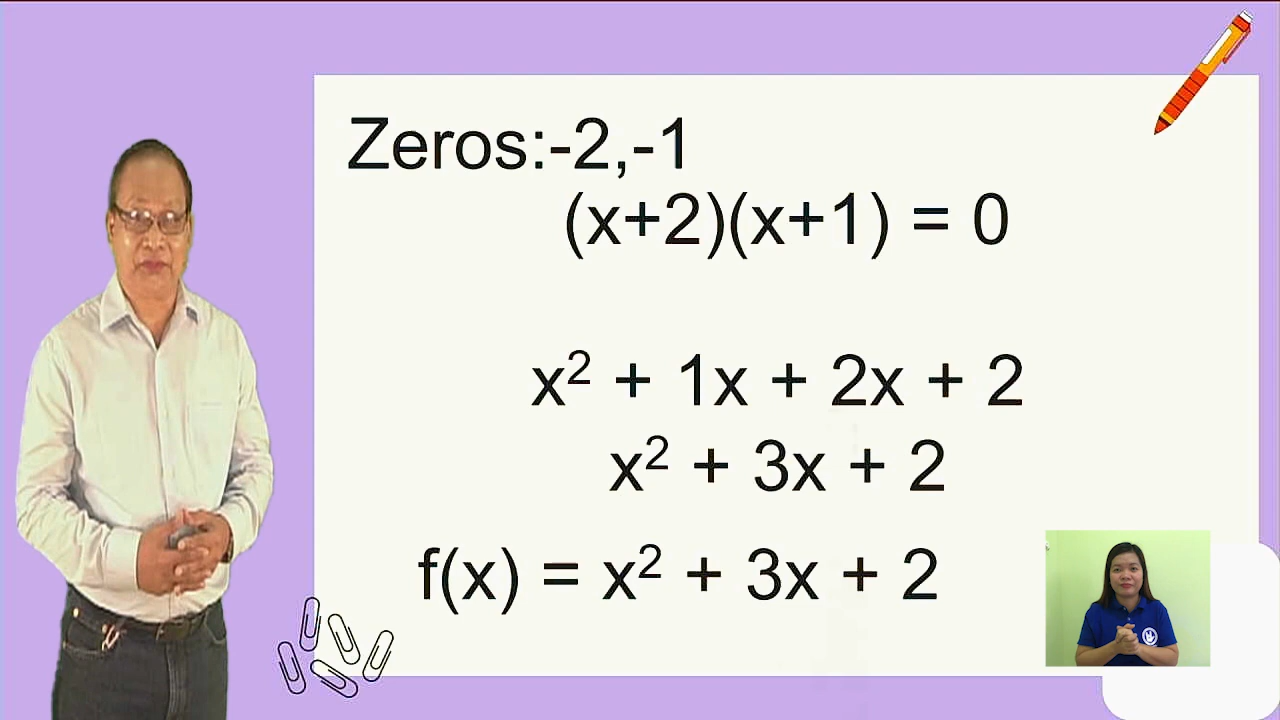 Zeros:-2,-1
(x+2)(x+1) = 0
x² + 1x + 2x + 2
x² + 3x + 2
f(x) = x² + 3x + 2